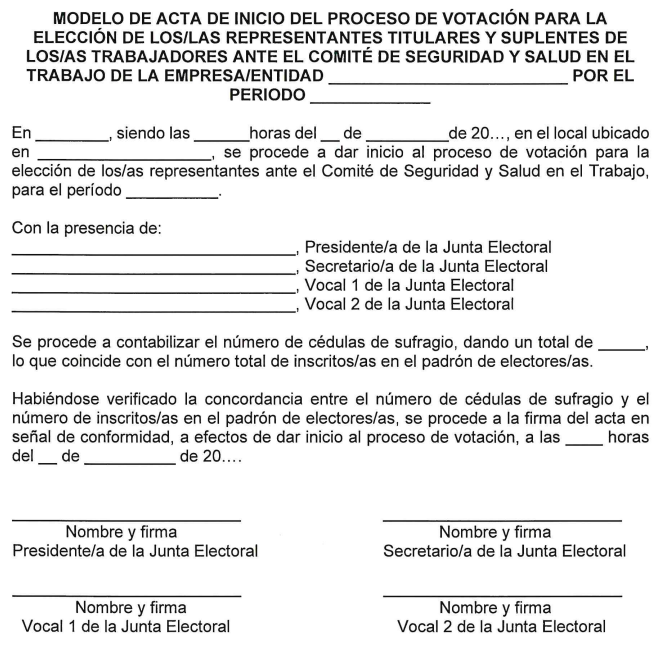 MODELO DE ACTA DE INICIO DEL PROCESO DE VOTACIÓN PARA LA
ELECCIÓN DE LOS/LAS REPRESENTANTES TITULARES Y SUPLENTES DE
LOS/AS TRABAJADORES ANTE EL COMITÉ DE SEGURIDAD Y SALUD EN EL
TRABAJO DE LA EMPRESA/ENTIDAD __________________________ POR EL
PERIODO _____________
En ________, siendo las ______horas del __ de _________de 20…, en el local ubicado
en ___________________, se procede a dar inicio al proceso de votación para la
elección de los/as representantes ante el Comité de Seguridad y Salud en el Trabajo,
para el período __________.
Con la presencia de:
_______________________________, Presidente/a de la Junta Electoral
_______________________________, Secretario/a de la Junta Electoral
_______________________________, Vocal 1 de la Junta Electoral
_______________________________, Vocal 2 de la Junta Electoral
Se procede a contabilizar el número de cédulas de sufragio, dando un total de _____,
lo que coincide con el número total de inscritos/as en el padrón de electores/as.
Habiéndose verificado la concordancia entre el número de cédulas de sufragio y el
número de inscritos/as en el padrón de electores/as, se procede a la firma del acta en
señal de conformidad, a efectos de dar inicio al proceso de votación, a las ____ horas
del __ de __________ de 20….
_________________________ _________________________
Nombre y firma Nombre y firma
Presidente/a de la Junta Electoral Secretario/a de la Junta Electoral
_________________________ _________________________
Nombre y firma Nombre y firma
Vocal 1 de la Junta Electoral Vocal 2 de la Junta Electoral